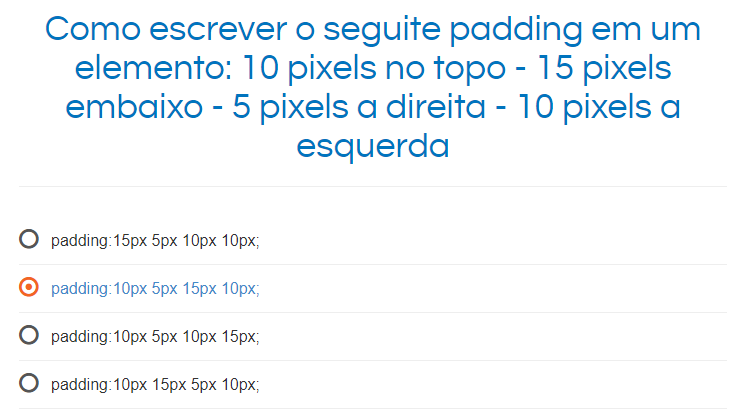 Como escrever o seguite padding em um
elemento: 10 pixels no topo - 15 pixels
embaixo - 5 pixels a direita - 10 pixels a
esquerda
padding:15px 5px 10px 10px;
padding:10px 5px 15px 10px;
padding:10px 5px 10px 15px;
padding:10px 15px 5px 10px;